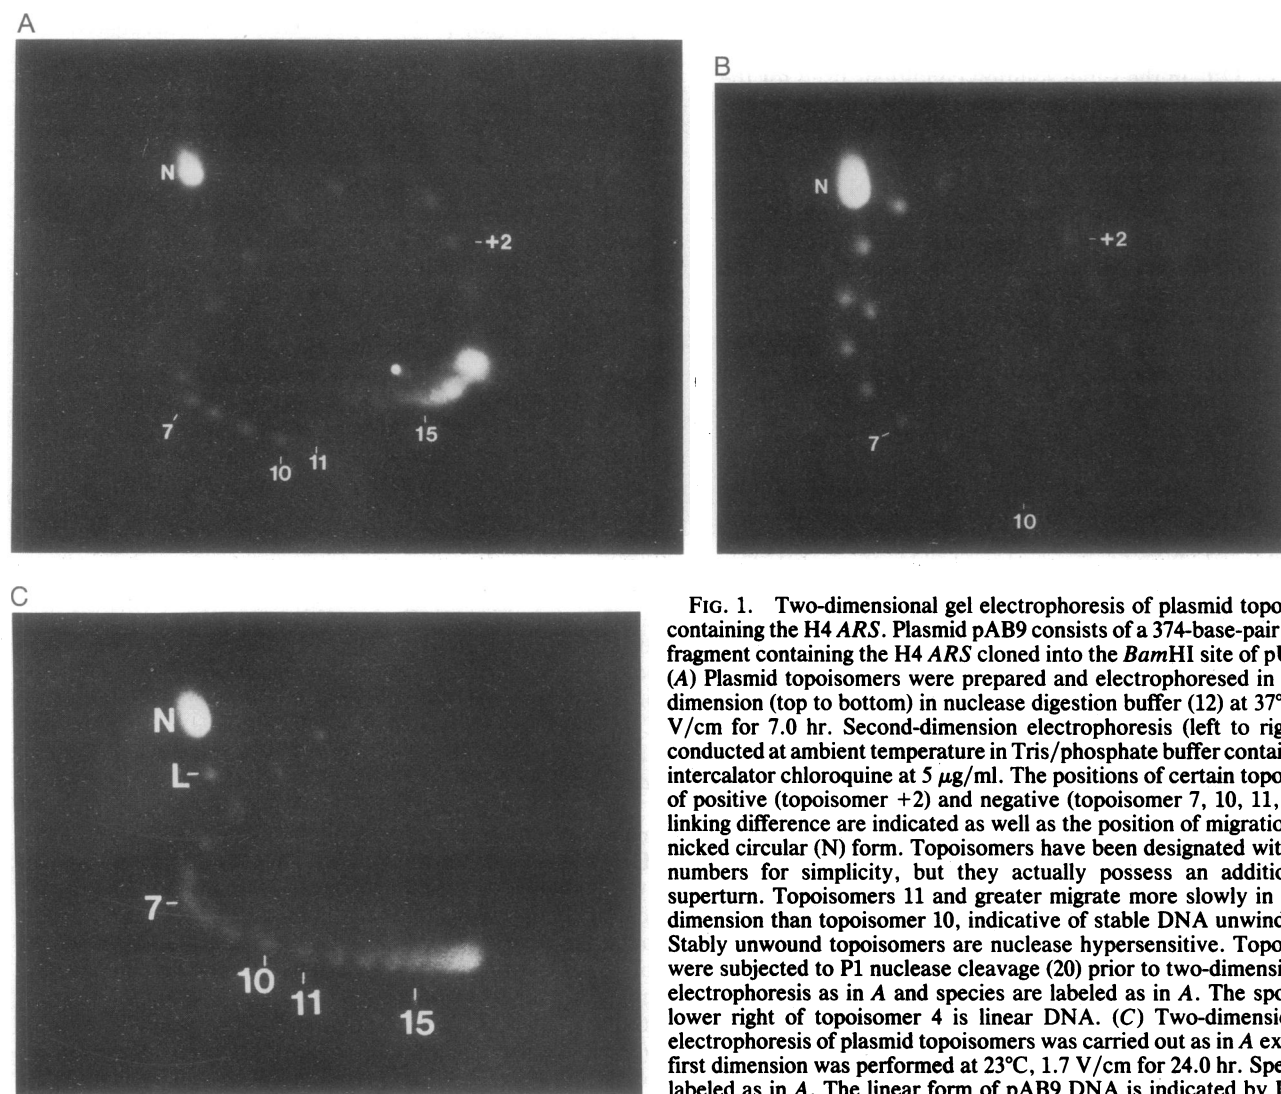 A
B
N
-+2
7
10
11
15
N
-+2
7
10
C
N
L-
7-
10
11
15
FIG. 1. Two-dimensional gel electrophoresis of plasmid topo
containing the H4 ARS. Plasmid pAB9 consists of a 374-base-pair
fragment containing the H4 ARS cloned into the BamHI site of pU
(A) Plasmid topoisomers were prepared and electrophoresed in
dimension (top to bottom) in nuclease digestion buffer (12) at 37°
V/cm for 7.0 hr. Second-dimension electrophoresis (left to rig
conducted at ambient temperature in Tris/phosphate buffer contai
intercalator chloroquine at 5 μg/ml. The positions of certain topo
of positive (topoisomer +2) and negative (topoisomer 7, 10, 11,
linking difference are indicated as well as the position of migratio
nicked circular (N) form. Topoisomers have been designated wit
numbers for simplicity, but they actually possess an additio
superturn. Topoisomers 11 and greater migrate more slowly in
dimension than topoisomer 10, indicative of stable DNA unwind
Stably unwound topoisomers are nuclease hypersensitive. Topo
were subjected to P1 nuclease cleavage (20) prior to two-dimensi
electrophoresis as in A and species are labeled as in A. The spo
lower right of topoisomer 4 is linear DNA. (C) Two-dimensio
electrophoresis of plasmid topoisomers was carried out as in A ex
first dimension was performed at 23°C, 1.7 V/cm for 24.0 hr. Spe
labeled as in A. The linear form of pAB9 DNA is indicated by